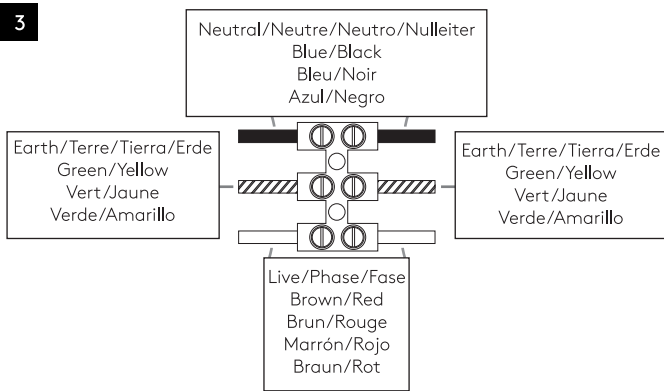 3
Neutral/Neutre/Neutro/Nulleiter
Blue/Black
Bleu/Noir
Azul/Negro
Earth/Terre/Tierra/Erde
Green/Yellow
Vert/Jaune
Verde/Amarillo
Earth/Terre/Tierra/Erde
Green/Yellow
Vert/Jaune
Verde/Amarillo
Live/Phase/Fase
Brown/Red
Brun/Rouge
Marrón/Rojo
Braun/Rot